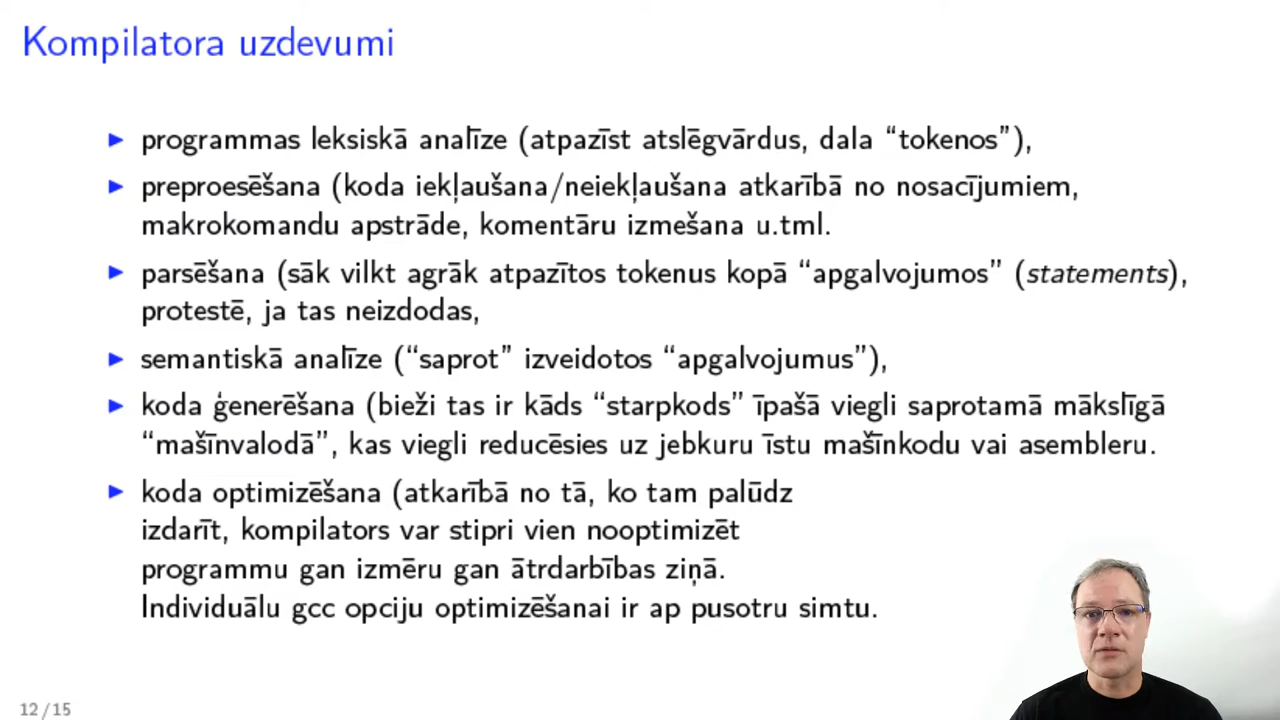 Kompilatora uzdevumi
programmas leksiskā analīze (atpazīst atslēgvārdus, dala “tokenos”),
preproesēšana (koda iekļaušana/neiekļaušana atkarībā no nosacījumiem,
makrokomandu apstrāde, komentāru izmešana u.tml.
parsēšana (sāk vilkt agrāk atpazītos tokenus kopā “apgalvojumos” (statements),
protestē, ja tas neizdodas,
semantiskā analīze (“saprot” izveidotos “apgalvojumus”),
koda ģenerēšana (bieži tas ir kāds “starpkods” īpašā viegli saprotamā mākslīgā
“mašīnvalodā”, kas viegli reducēsies uz jebkuru īstu mašīnkodu vai asembleru.
koda optimizēšana (atkarībā no tā, ko tam palūdz
izdarīt, kompilators var stipri vien nooptimizēt
programmu gan izmēru gan ātrdarbības ziņā.
Individuālu gcc opciju optimizēšanai ir ap pusotru simtu.
12/15